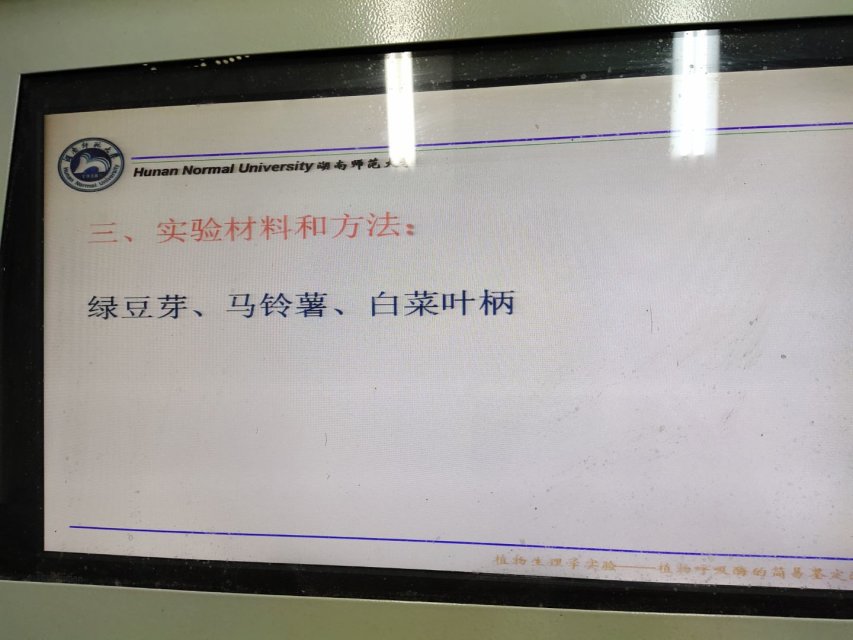 Hunan Normal University 湖南师范大
三、实验材料和方法：
绿豆芽、马铃薯、白菜叶柄
植物生理学实验——植物呼吸酶的简易鉴定